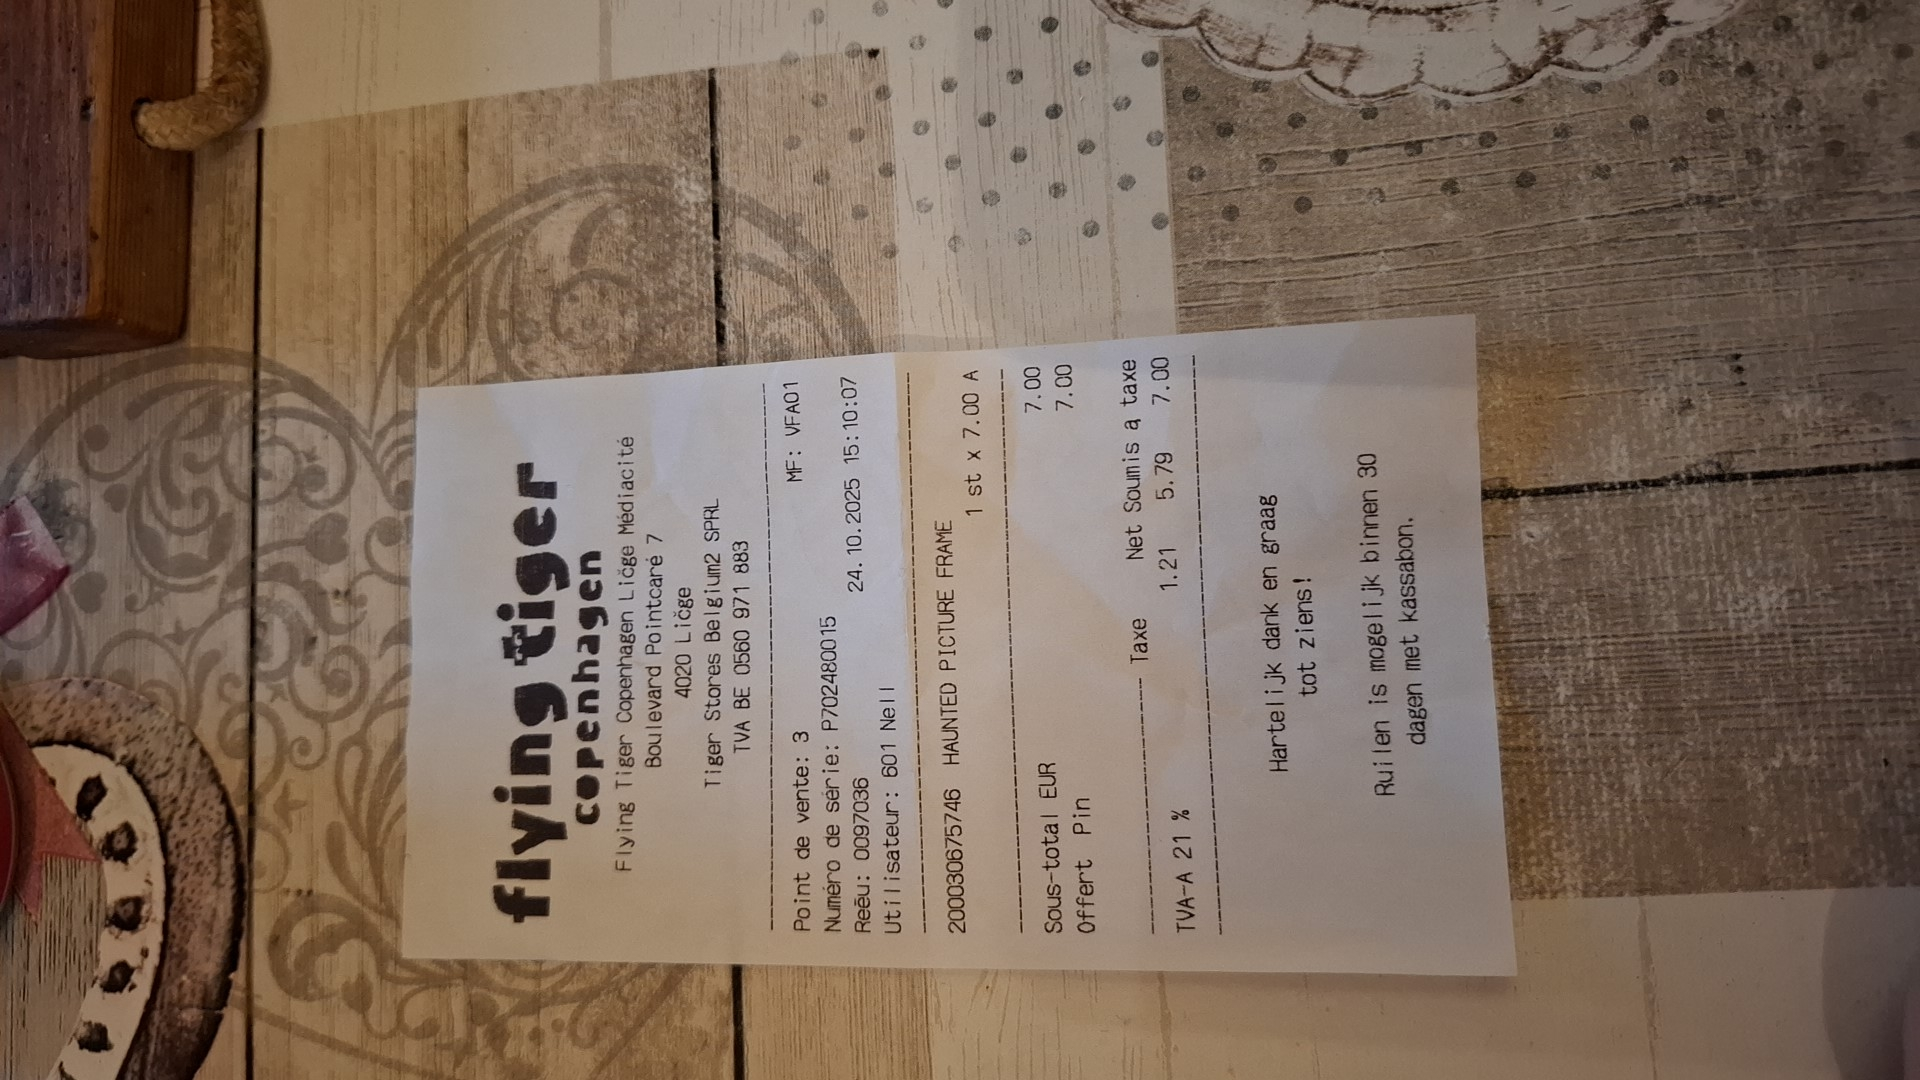 flying tiger
copenhagen
Flying Tiger Copenhagen Ličge Médiacité
Boulevard Pointcaré 7
4020 Ličge
Tiger Stores Belgium2 SPRL
TVA BE 0560 971 883
Point de vente: 3 MF: VFA01
Numéro de série: P702480015
Reēu: 0097036 24.10.2025 15:10:07
Utilisateur: 601 Nell
200030675746 HAUNTED PICTURE FRAME
1 st x 7.00 A
Sous-total EUR 7.00
Offert Pin 7.00
Taxe Net Soumis a taxe
TVA-A 21 % 1.21 5.79 7.00
Hartelijk dank en graag
tot ziens!
Ruilen is mogelijk binnen 30
dagen met kassabon.